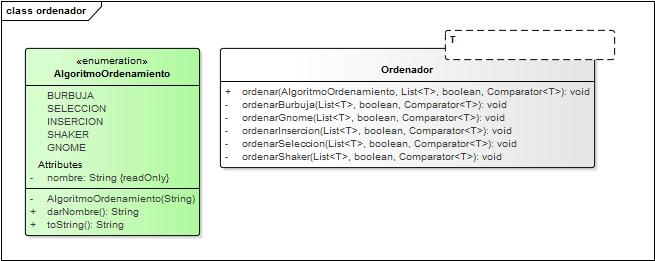 class ordenador
«enumeration»
AlgoritmoOrdenamiento
BURBUJA
SELECCION
INSERCION
SHAKER
GNOME
Attributes
- nombre: String {readOnly}
- AlgoritmoOrdenamiento(String)
+ darNombre(): String
+ toString(): String
T
Ordenador
+ ordenar(AlgoritmoOrdenamiento, List<T>, boolean, Comparator<T>): void
- ordenarBurbuja(List<T>, boolean, Comparator<T>): void
- ordenarGnome(List<T>, boolean, Comparator<T>): void
- ordenarInsercion(List<T>, boolean, Comparator<T>): void
- ordenarSeleccion(List<T>, boolean, Comparator<T>): void
- ordenarShaker(List<T>, boolean, Comparator<T>): void